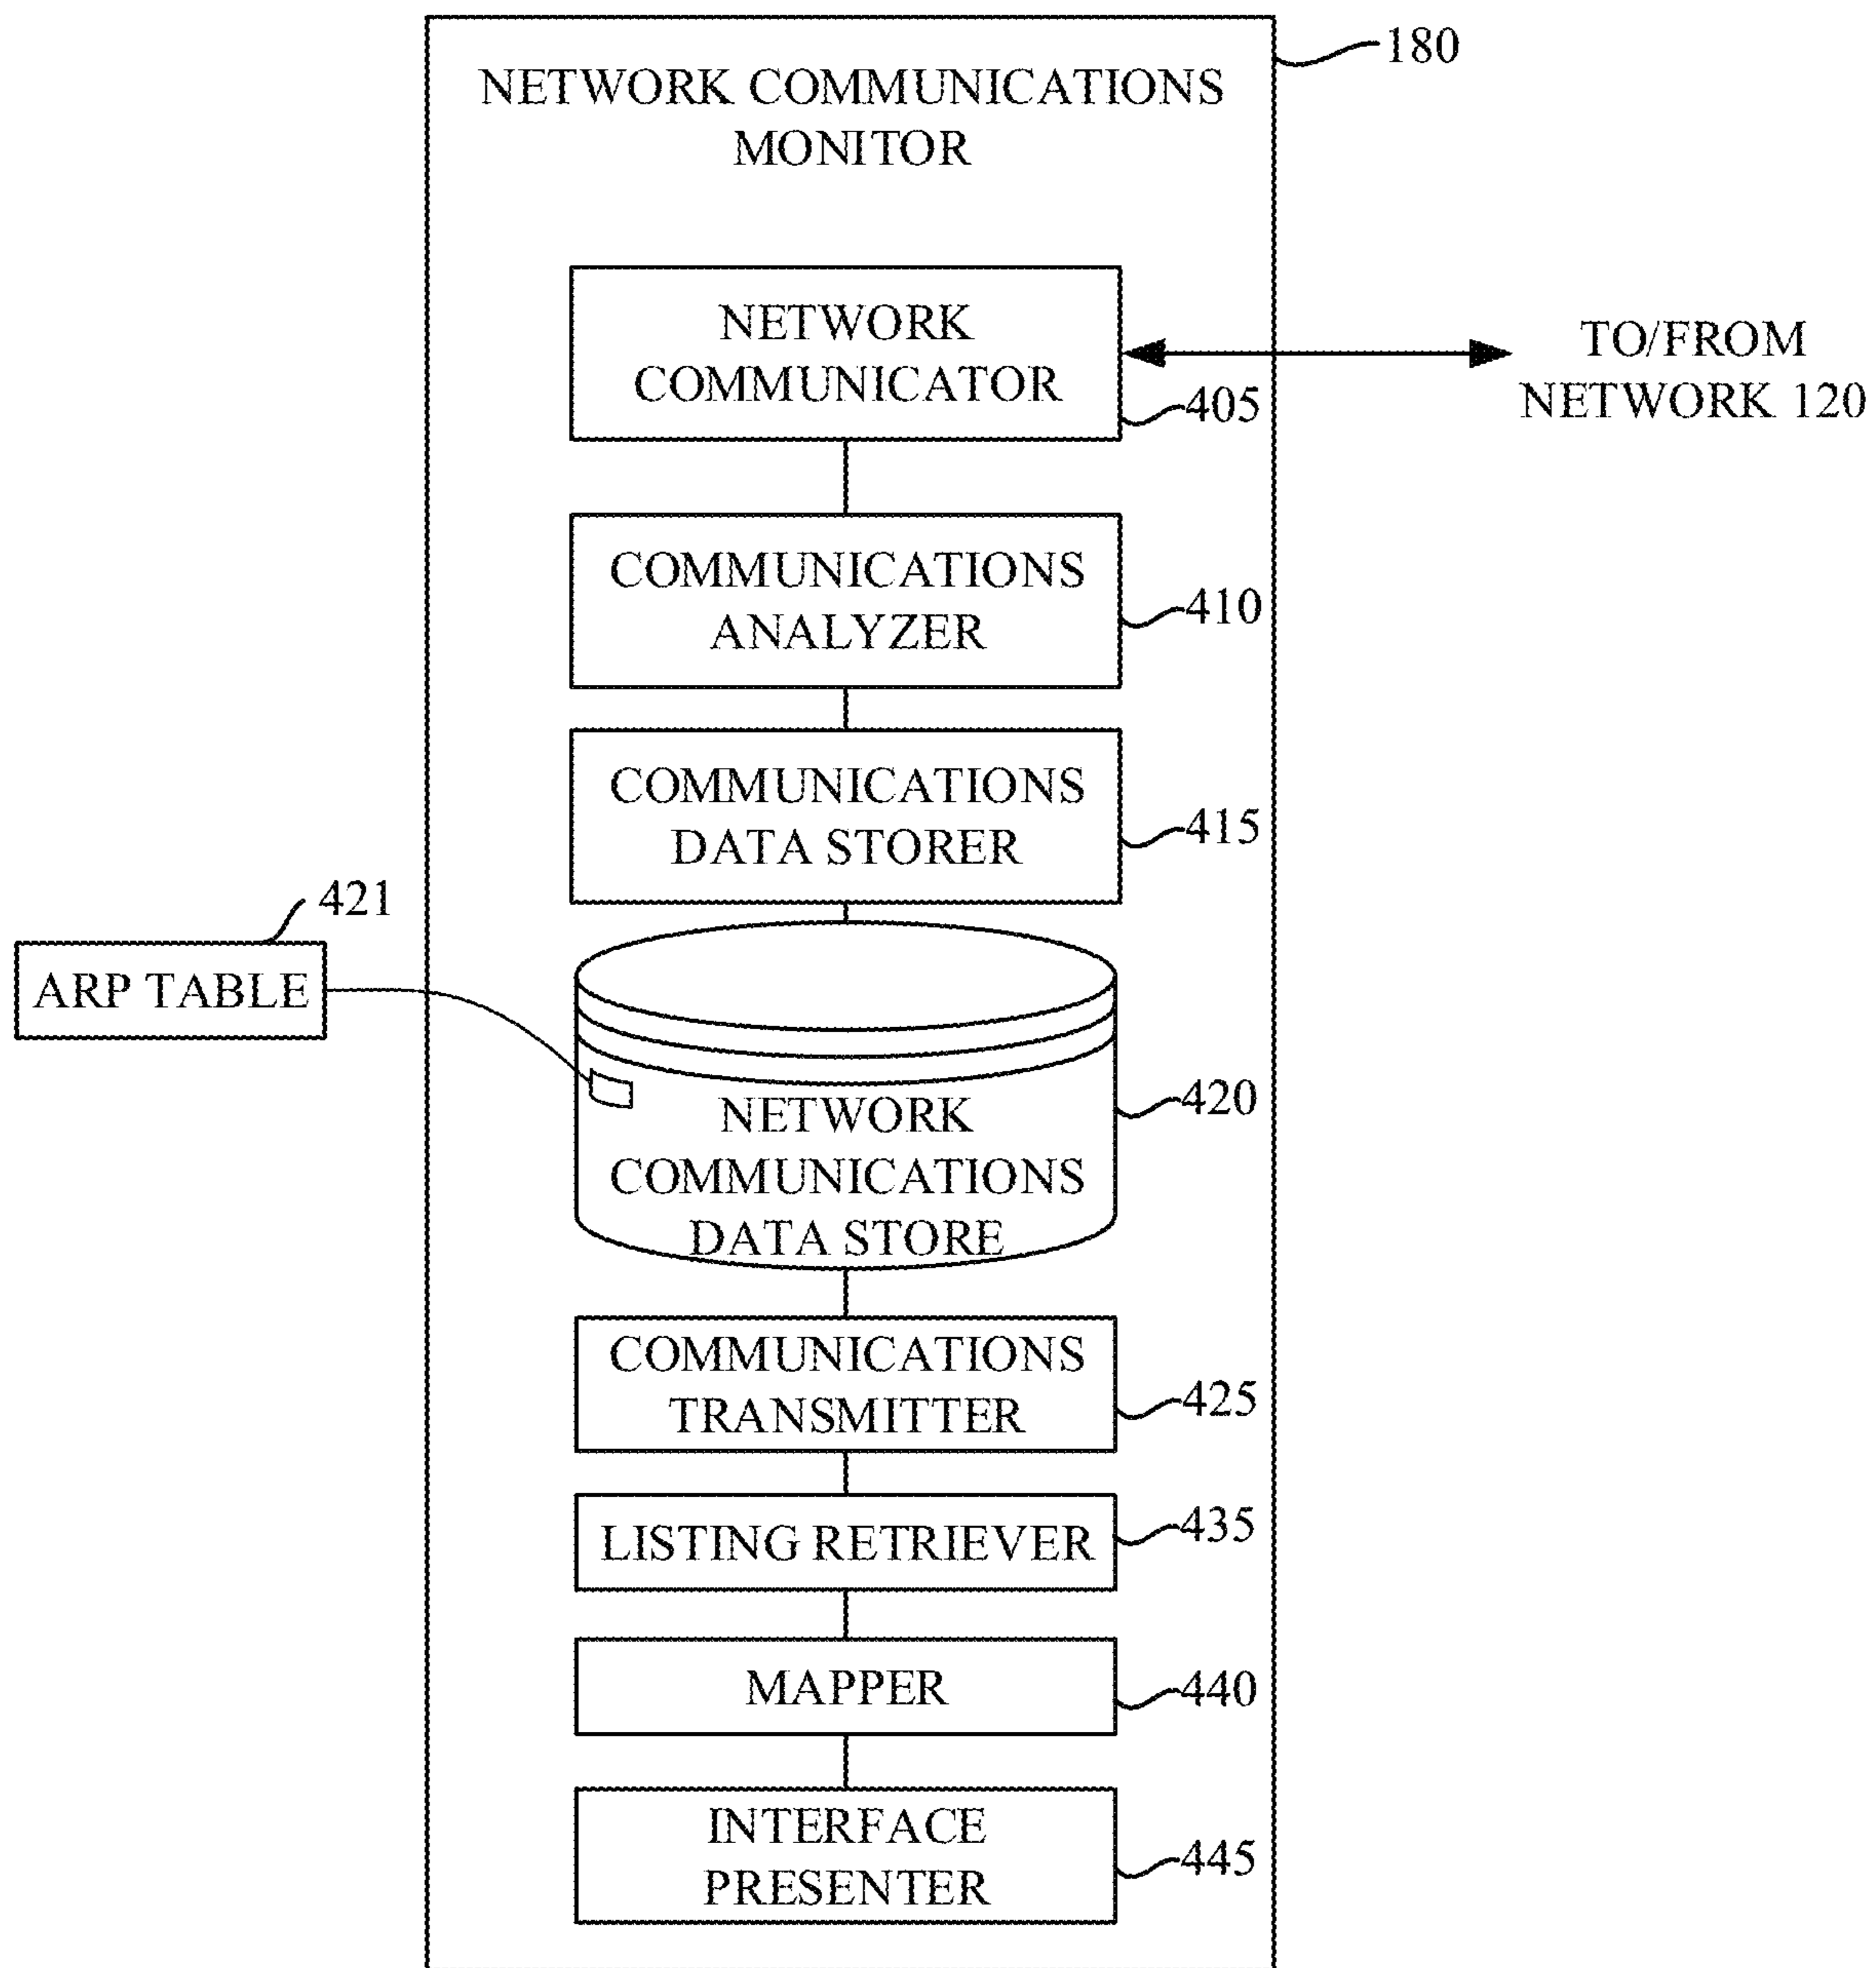 180
NETWORK COMMUNICATIONS
MONITOR
NETWORK
COMMUNICATOR
405
TO/FROM
NETWORK 120
COMMUNICATIONS
ANALYZER
410
COMMUNICATIONS
DATA STORER
415
421
ARP TABLE
NETWORK
COMMUNICATIONS
DATA STORE
420
COMMUNICATIONS
TRANSMITTER
425
LISTING RETRIEVER
435
MAPPER
440
INTERFACE
PRESENTER
445